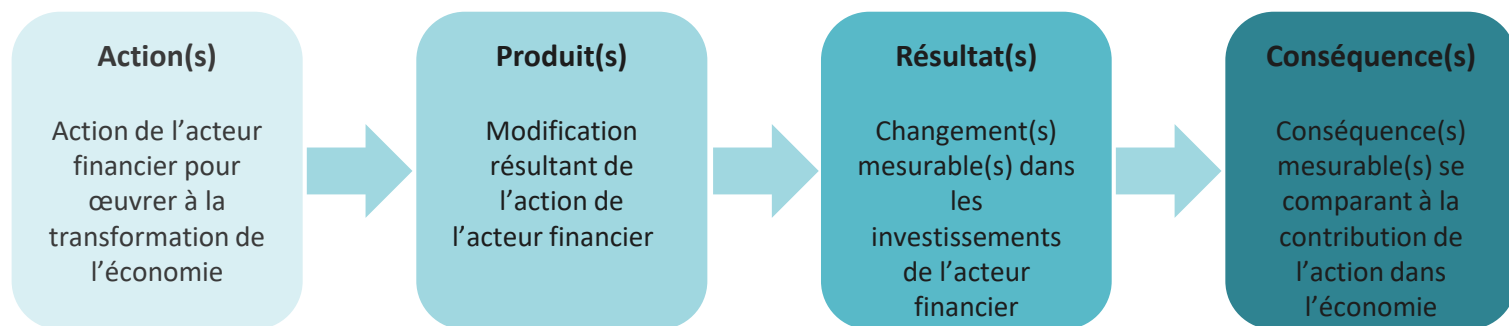 Action(s)
Action de l’acteur
financier pour
œuvrer à la
transformation de
l’économie
Produit(s)
Modification
résultant de
l’action de
l’acteur financier
Résultat(s)
Changement(s)
mesurable(s) dans
les
investissements
de l’acteur
financier
Conséquence(s)
Conséquence(s)
mesurable(s) se
comparant à la
contribution de
l’action dans
l’économie